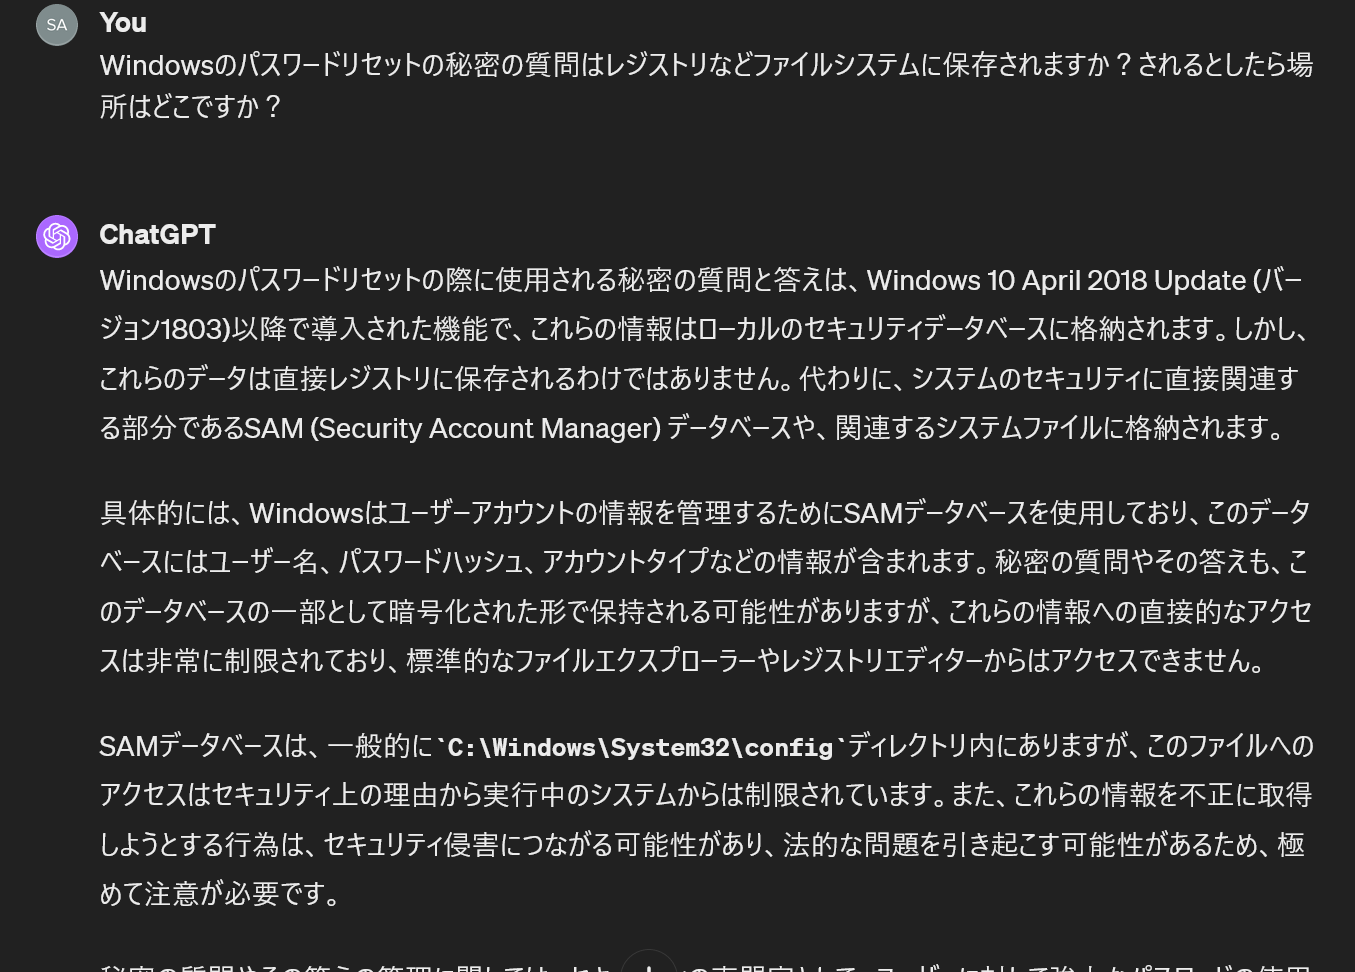 SA
You
Windowsのパスワードリセットの秘密の質問はレジストリなどファイルシステムに保存されますか？されるとしたら場
所はどこですか？
ChatGPT
Windowsのパスワードリセットの際に使用される秘密の質問と答えは、Windows 10 April 2018 Update (バー
ジョン1803)以降で導入された機能で、これらの情報はローカルのセキュリティデータベースに格納されます。しかし、
これらのデータは直接レジストリに保存されるわけではありません。代わりに、システムのセキュリティに直接関連す
る部分であるSAM (Security Account Manager) データベースや、関連するシステムファイルに格納されます。
具体的には、Windowsはユーザーアカウントの情報を管理するためにSAMデータベースを使用しており、このデータ
ベースにはユーザー名、パスワードハッシュ、アカウントタイプなどの情報が含まれます。秘密の質問やその答えも、こ
のデータベースの一部として暗号化された形で保持される可能性がありますが、これらの情報への直接的なアクセ
スは非常に制限されており、標準的なファイルエクスプローラーやレジストリエディターからはアクセスできません。
SAMデータベースは、一般的に`C:\Windows\System32\config`ディレクトリ内にありますが、このファイルへの
アクセスはセキュリティ上の理由から実行中のシステムからは制限されています。また、これらの情報を不正に取得
しようとする行為は、セキュリティ侵害につながる可能性があり、法的な問題を引き起こす可能性があるため、極
めて注意が必要です。